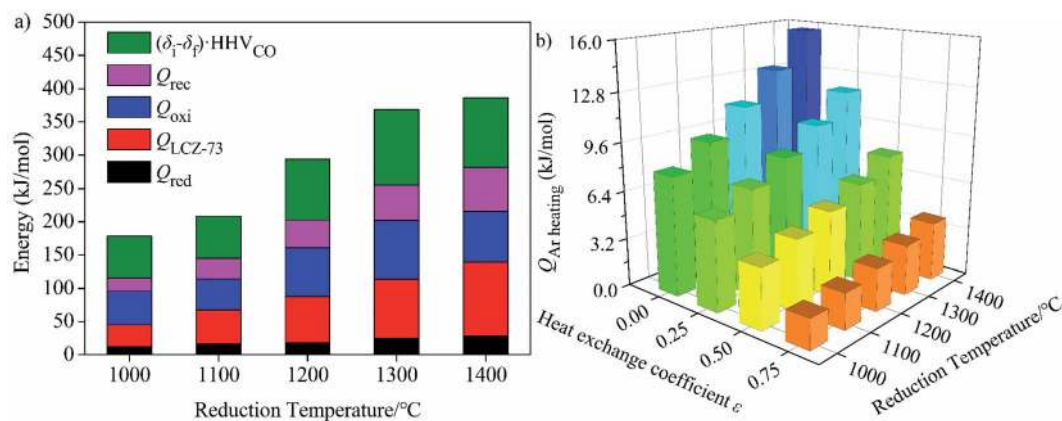 a)
500
450
400
350
300
250
200
150
100
50
0
Energy (kJ/mol)
(δi-δf)·HHVCO
Qrec
Qoxi
QLCZ-73
Qred
1000 1100 1200 1300 1400
Reduction Temperature/°C
b)
16.0
12.8
9.6
6.4
3.2
0.0
QAr heating (kJ/mol)
0.00
0.25
0.50
0.75
Heat exchange coefficient ε
1400
1300
1200
1100
1000
Reduction Temperature/°C